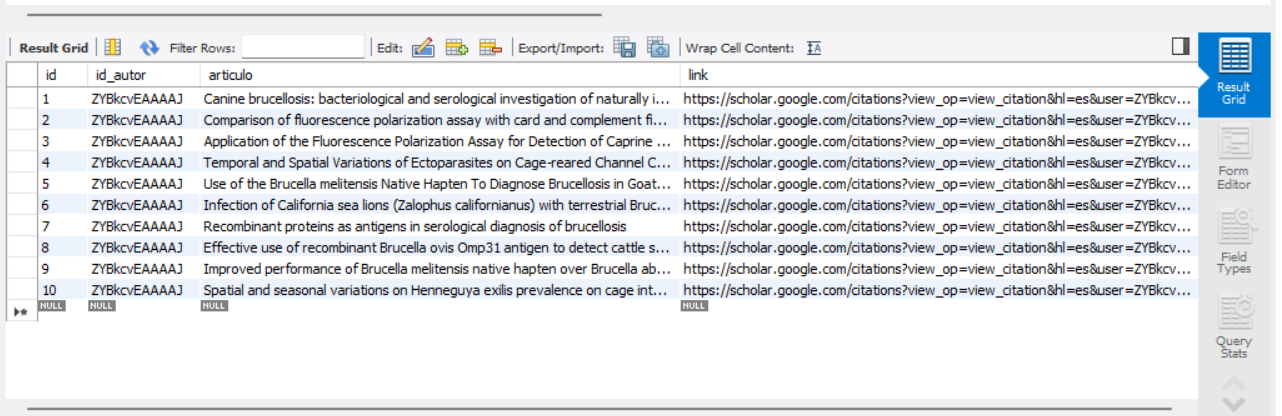 Result Grid Filter Rows: Edit: Export/Import: Wrap Cell Content: IA
id id_autor articulo link
1 ZYBkcvEAAAAJ Canine brucellosis: bacteriological and serological investigation of naturally i... https://scholar.google.com/citations?view_op=view_citation&hl=es&user=ZYBkcv...
2 ZYBkcvEAAAAJ Comparison of fluorescence polarization assay with card and complement fi... https://scholar.google.com/citations?view_op=view_citation&hl=es&user=ZYBkcv...
3 ZYBkcvEAAAAJ Application of the Fluorescence Polarization Assay for Detection of Caprine ... https://scholar.google.com/citations?view_op=view_citation&hl=es&user=ZYBkcv...
4 ZYBkcvEAAAAJ Temporal and Spatial Variations of Ectoparasites on Cage-reared Channel C... https://scholar.google.com/citations?view_op=view_citation&hl=es&user=ZYBkcv...
5 ZYBkcvEAAAAJ Use of the Brucella melitensis Native Hapten To Diagnose Brucellosis in Goat... https://scholar.google.com/citations?view_op=view_citation&hl=es&user=ZYBkcv...
6 ZYBkcvEAAAAJ Infection of California sea lions (Zalophus californianus) with terrestrial Bruc... https://scholar.google.com/citations?view_op=view_citation&hl=es&user=ZYBkcv...
7 ZYBkcvEAAAAJ Recombinant proteins as antigens in serological diagnosis of brucellosis https://scholar.google.com/citations?view_op=view_citation&hl=es&user=ZYBkcv...
8 ZYBkcvEAAAAJ Effective use of recombinant Brucella ovis Omp31 antigen to detect cattle s... https://scholar.google.com/citations?view_op=view_citation&hl=es&user=ZYBkcv...
9 ZYBkcvEAAAAJ Improved performance of Brucella melitensis native hapten over Brucella ab... https://scholar.google.com/citations?view_op=view_citation&hl=es&user=ZYBkcv...
10 ZYBkcvEAAAAJ Spatial and seasonal variations on Henneguya exilis prevalence on cage int... https://scholar.google.com/citations?view_op=view_citation&hl=es&user=ZYBkcv...
NULL NULL NULL NULL
Result
Grid
Form
Editor
Field
Types
Query
Stats